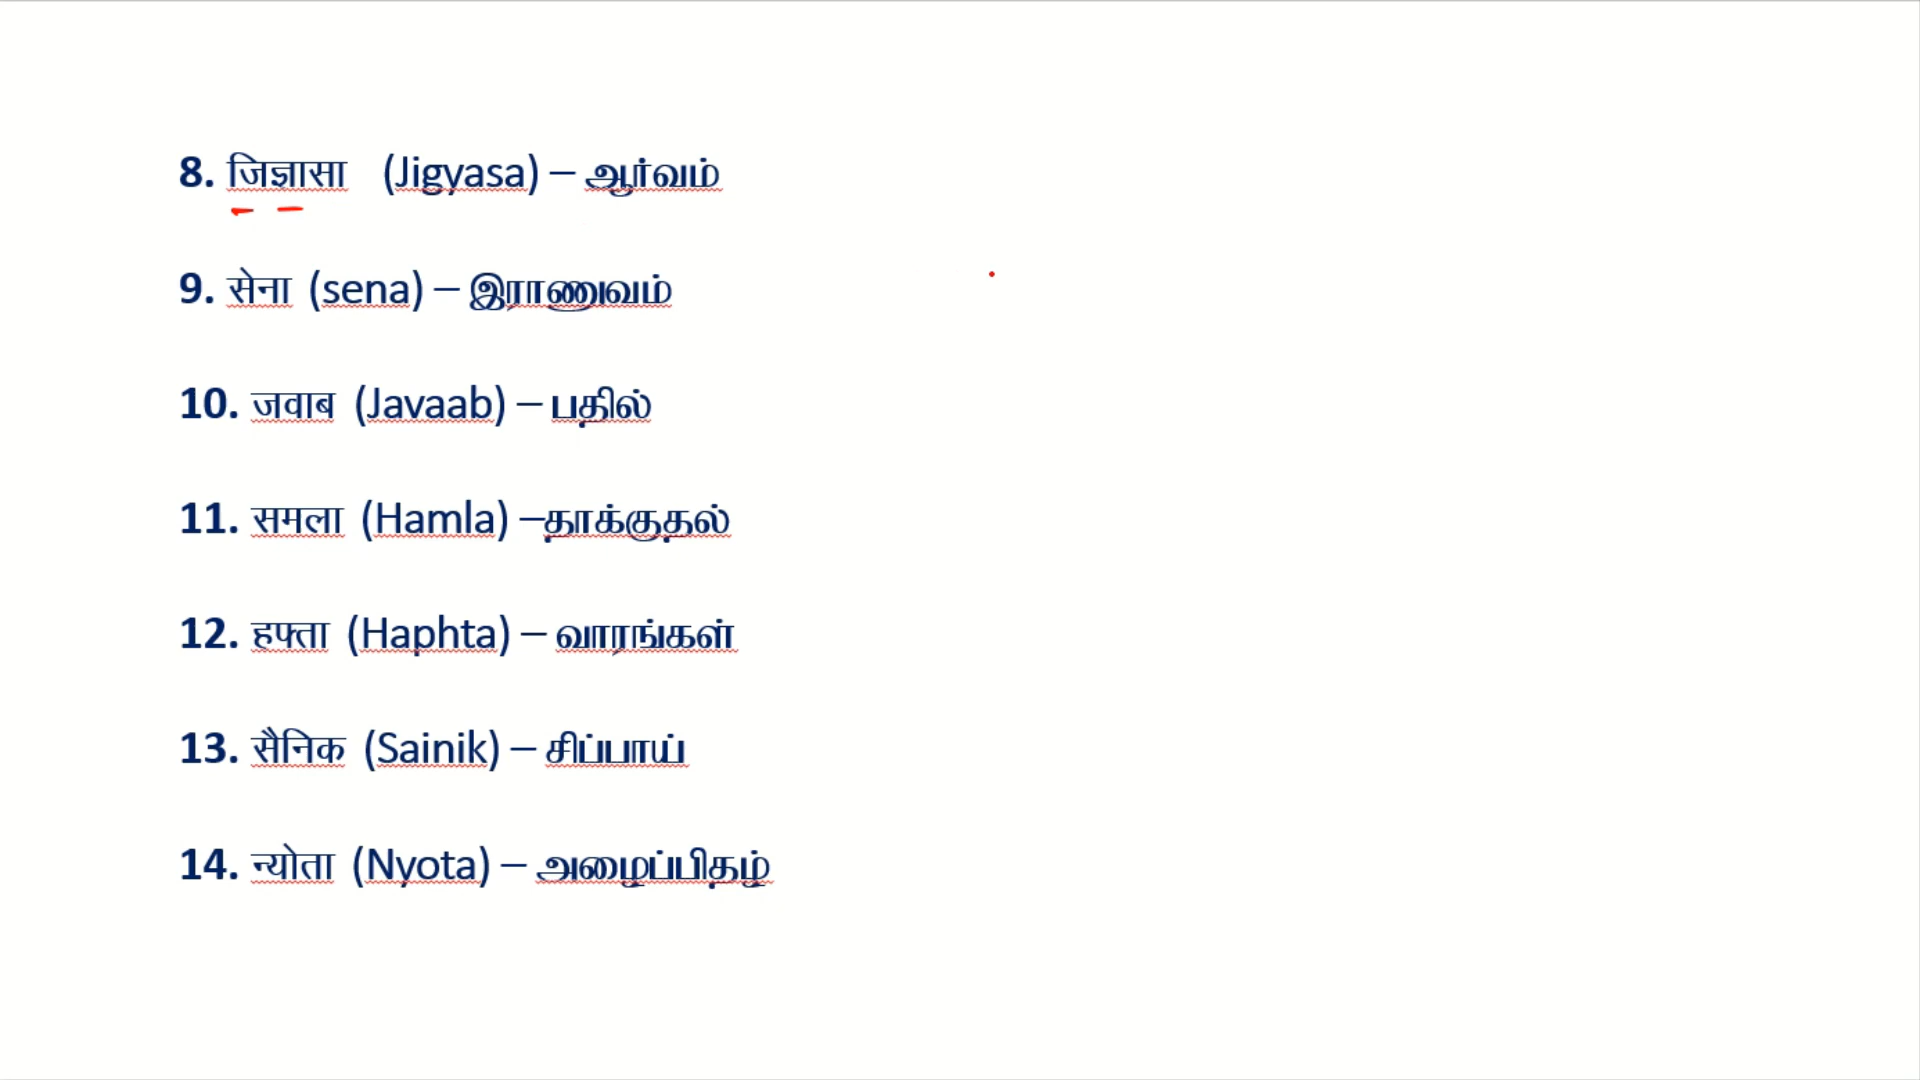 8. जिज्ञासा (Jigyasa) – ஆர்வம்
9. सेना (sena) – இராணுவம்
10. जवाब (Javaab) – பதில்
11. समला (Hamla) –தாக்குதல்
12. हफ्ता (Haphta) – வாரங்கள்
13. सैनिक (Sainik) – சிப்பாய்
14. न्योता (Nyota) – அழைப்பிதழ்